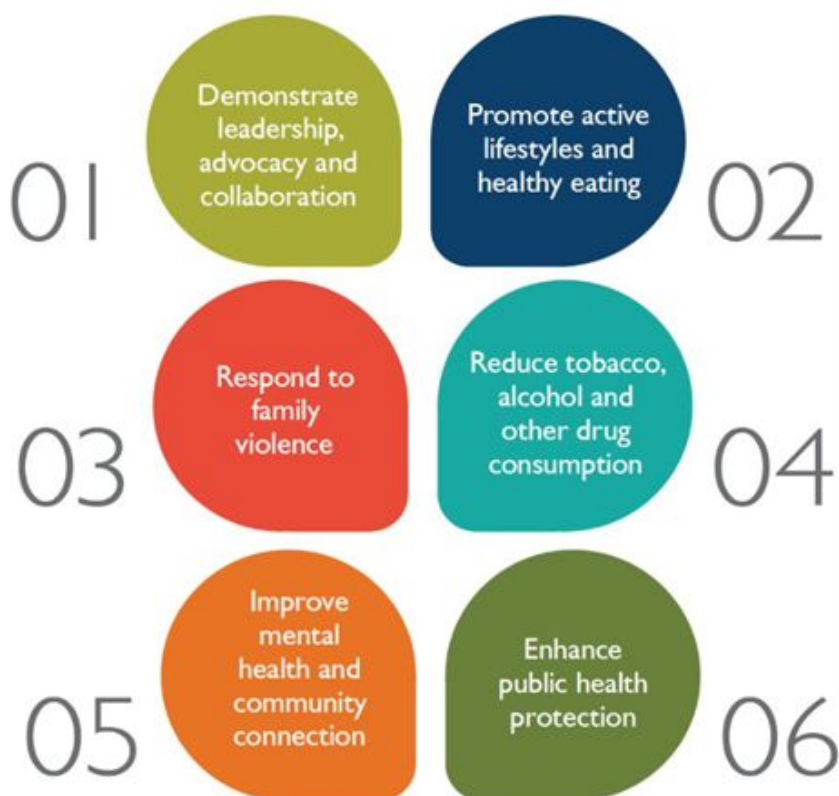 01
Demonstrate
leadership,
advocacy and
collaboration
Promote active
lifestyles and
healthy eating
02
03
Respond to
family
violence
Reduce tobacco,
alcohol and
other drug
consumption
04
05
Improve
mental
health and
community
connection
Enhance
public health
protection
06